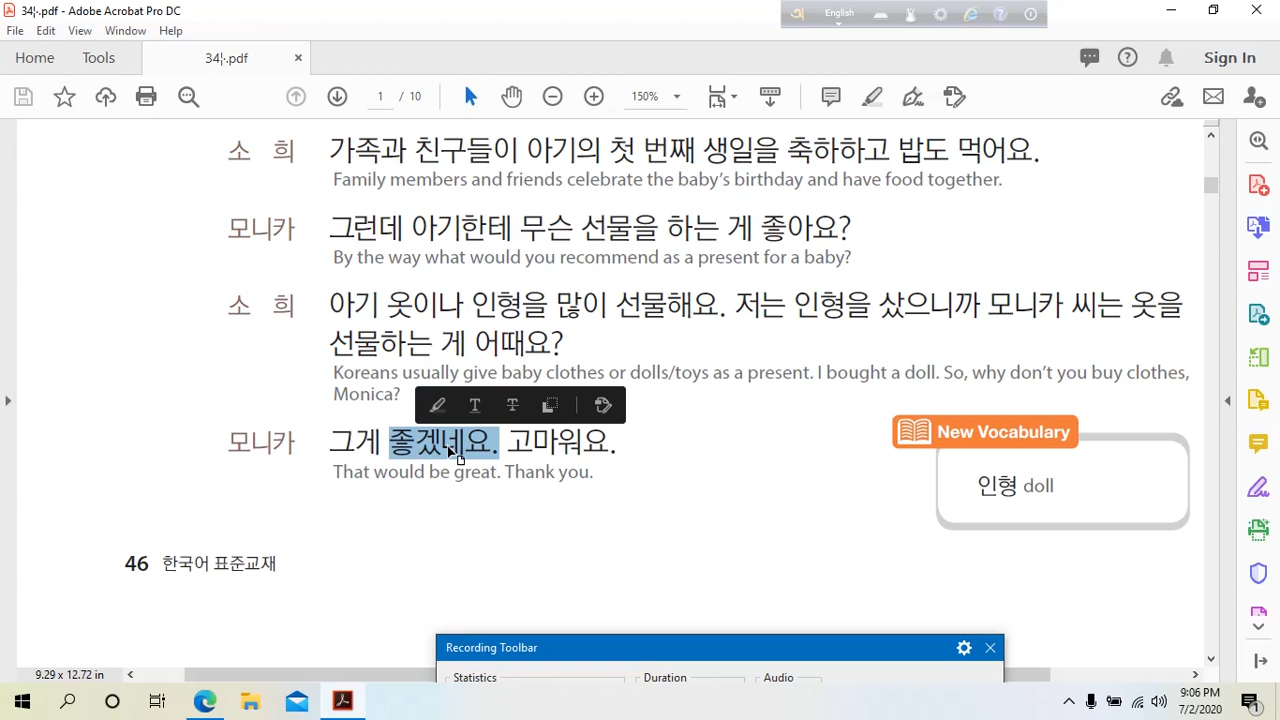 34¦·.pdf - Adobe Acrobat Pro DC
English
File Edit View Window Help
Home Tools 34¦·.pdf × Sign In
1 / 10 150%
소 희 가족과 친구들이 아기의 첫 번째 생일을 축하하고 밥도 먹어요.
Family members and friends celebrate the baby’s birthday and have food together.
모니카 그런데 아기한테 무슨 선물을 하는 게 좋아요?
By the way what would you recommend as a present for a baby?
소 희 아기 옷이나 인형을 많이 선물해요. 저는 인형을 샀으니까 모니카 씨는 옷을
선물하는 게 어때요?
Koreans usually give baby clothes or dolls/toys as a present. I bought a doll. So, why don’t you buy clothes,
Monica?
모니카 그게 좋겠네요. 고마워요.
That would be great. Thank you.
New Vocabulary
인형 doll
46 한국어 표준교재
Recording Toolbar
Statistics Duration Audio
9.29 x 12.72 in
9:06 PM
7/2/2020